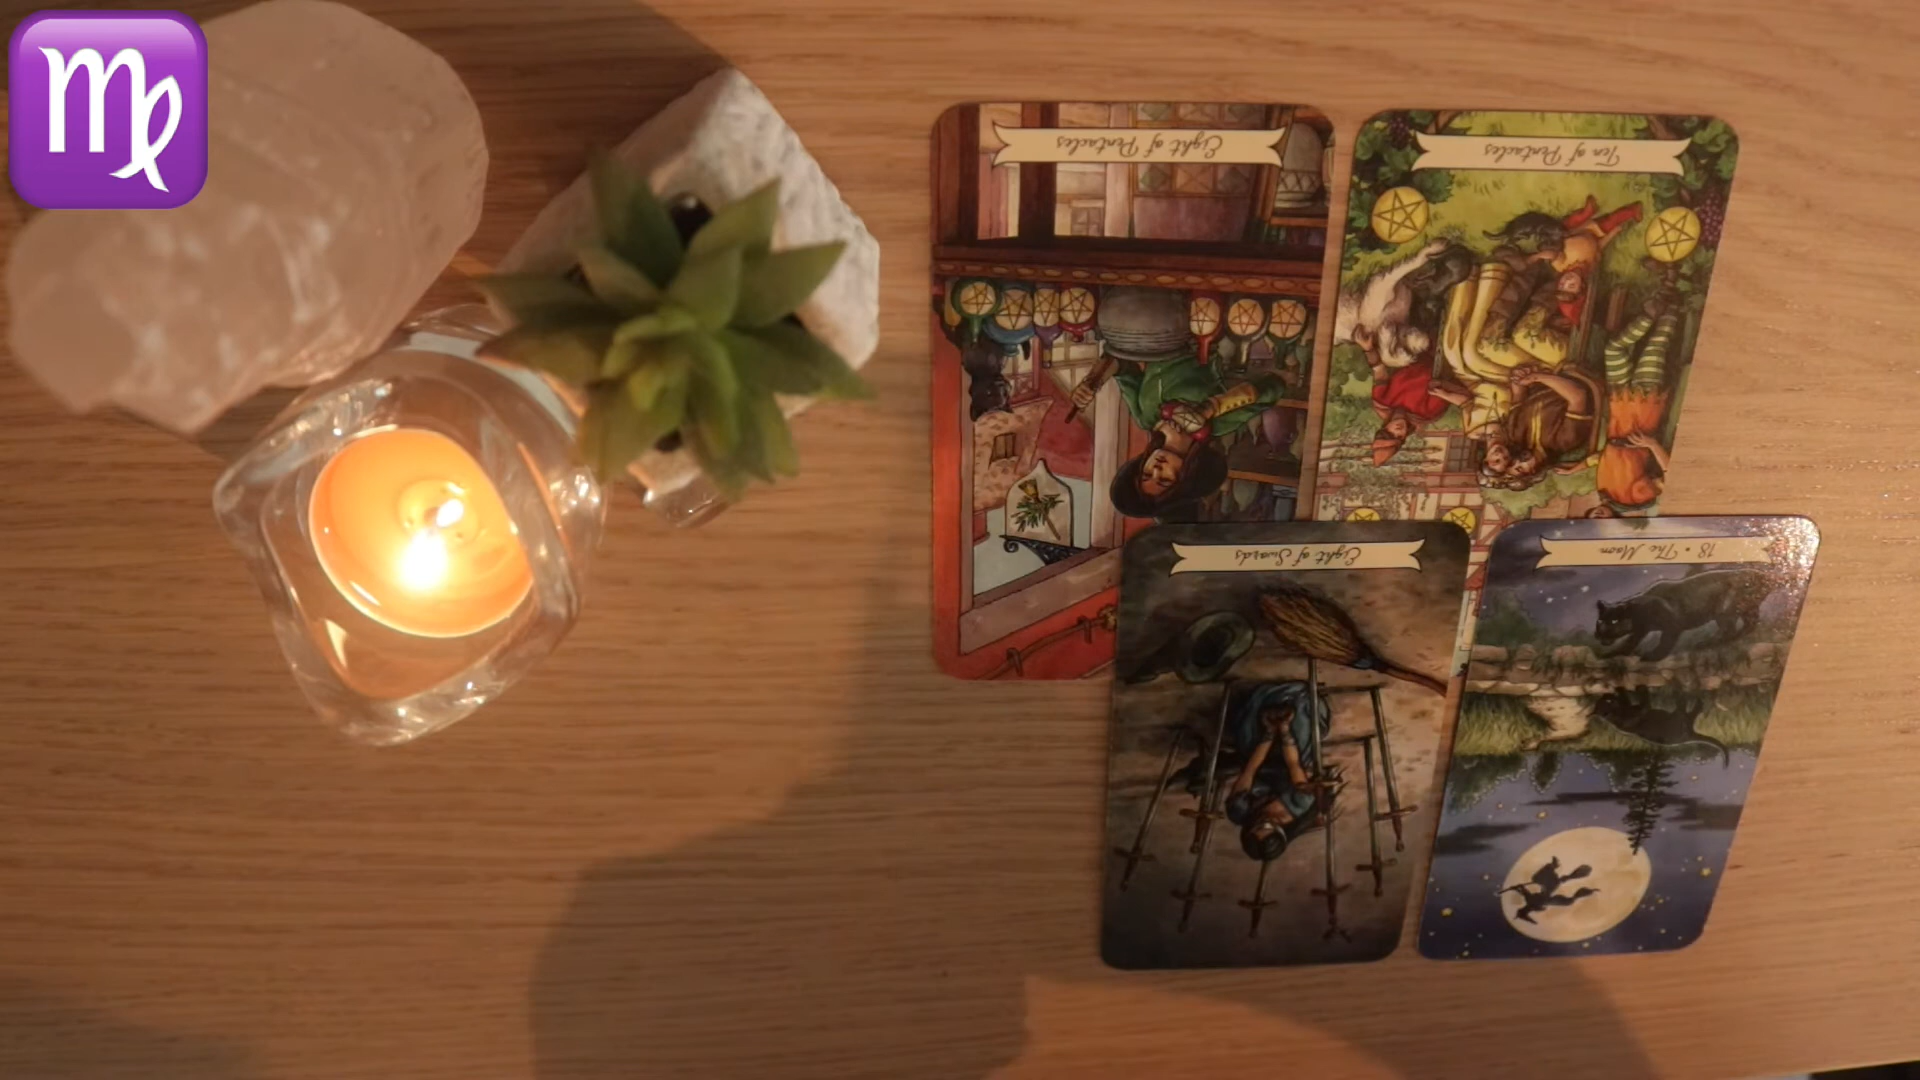 Eight of Pentacles
Ten of Pentacles
Eight of Swords
18 • The Moon